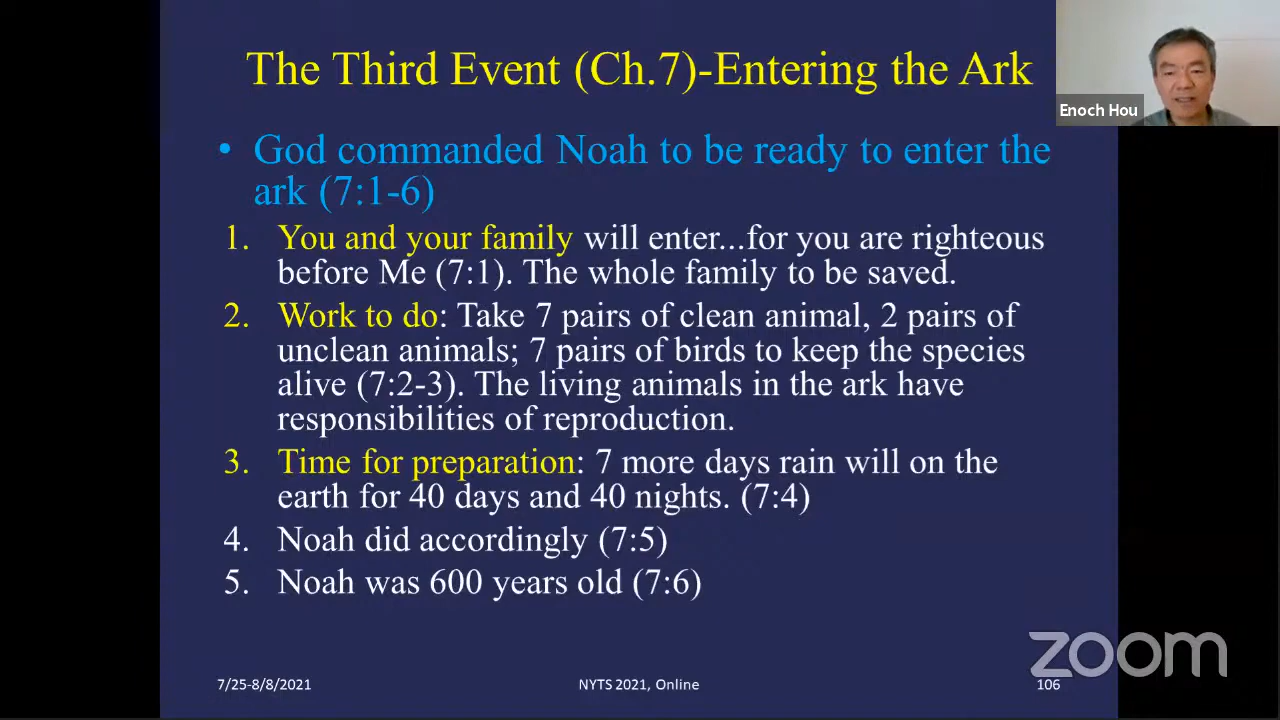 The Third Event (Ch.7)-Entering the Ark
Enoch Hou
• God commanded Noah to be ready to enter the
ark (7:1-6)
1. You and your family will enter...for you are righteous
before Me (7:1). The whole family to be saved.
2. Work to do: Take 7 pairs of clean animal, 2 pairs of
unclean animals; 7 pairs of birds to keep the species
alive (7:2-3). The living animals in the ark have
responsibilities of reproduction.
3. Time for preparation: 7 more days rain will on the
earth for 40 days and 40 nights. (7:4)
4. Noah did accordingly (7:5)
5. Noah was 600 years old (7:6)
zoom
7/25-8/8/2021
NYTS 2021, Online
106